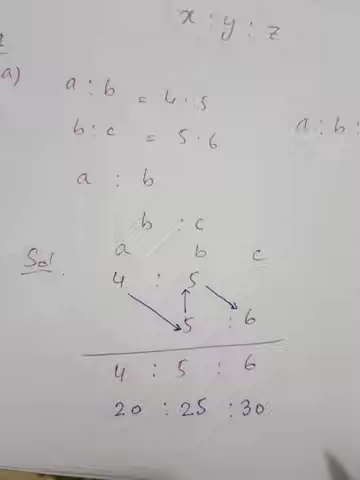 x : y : z
a)
a : b = 4 . 5
b : c = 5 . 6
a : b :
a : b
b : c
Sol.
a b c
4 : 5
5 : 6
4 : 5 : 6
20 : 25 : 30